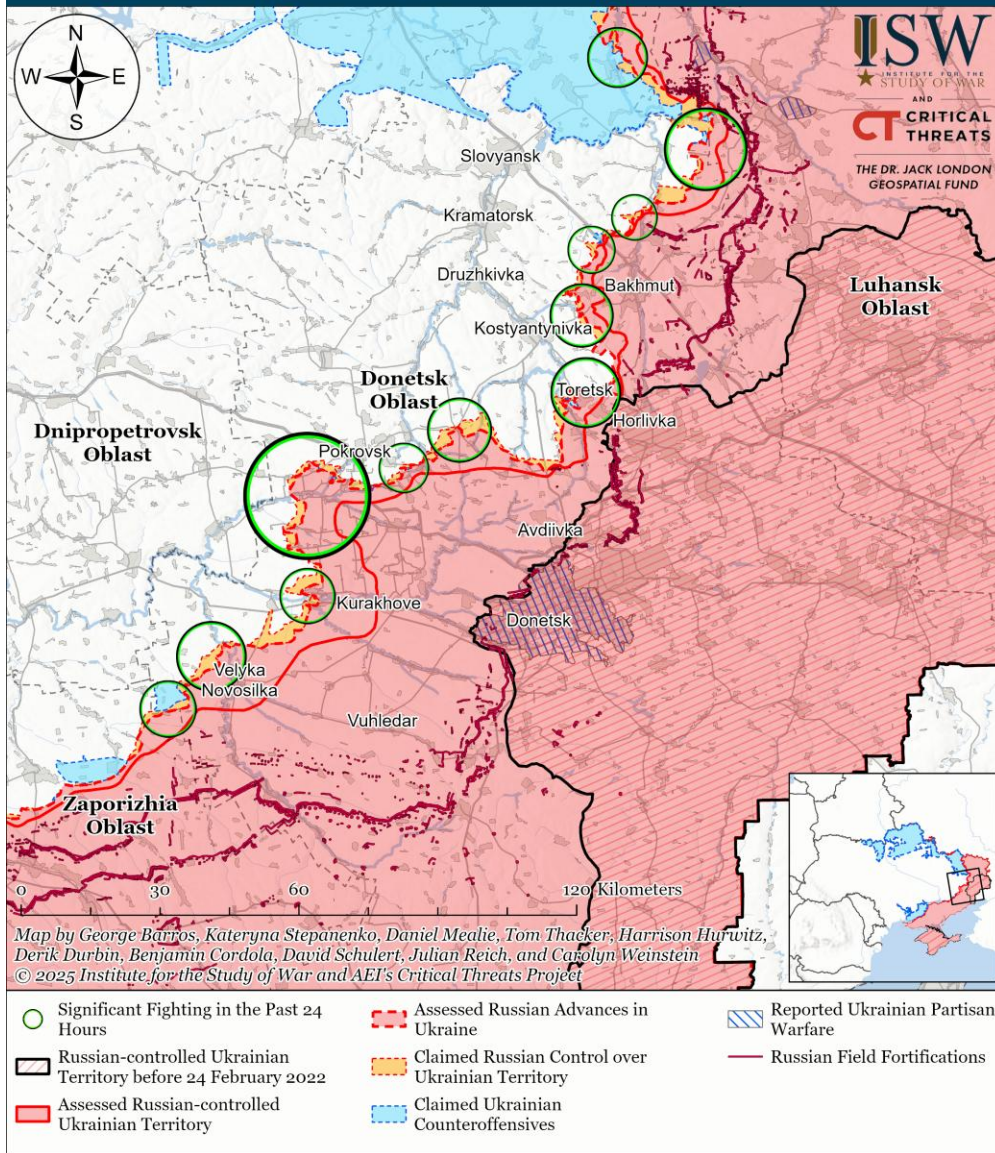 N
W E
S
ISW
INSTITUTE FOR THE
STUDY OF WAR
AND
CT CRITICAL
THREATS
THE DR. JACK LONDON
GEOSPATIAL FUND
Slovyansk
Kramatorsk
Druzhkivka
Bakhmut
Luhansk
Oblast
Kostyantynivka
Donetsk
Oblast
Toretsk
Horlivka
Dnipropetrovsk
Oblast
Pokrovsk
Avdiivka
Kurakhove
Donetsk
Velyka
Novosilka
Vuhledar
Zaporizhia
Oblast
0 30 60 120 Kilometers
Map by George Barros, Kateryna Stepanenko, Daniel Mealie, Tom Thacker, Harrison Hurwitz,
Derik Durbin, Benjamin Cordola, David Schulert, Julian Reich, and Carolyn Weinstein
© 2025 Institute for the Study of War and AEI's Critical Threats Project
Significant Fighting in the Past 24
Hours
Russian-controlled Ukrainian
Territory before 24 February 2022
Assessed Russian-controlled
Ukrainian Territory
Assessed Russian Advances in
Ukraine
Claimed Russian Control over
Ukrainian Territory
Claimed Ukrainian
Counteroffensives
Reported Ukrainian Partisan
Warfare
Russian Field Fortifications